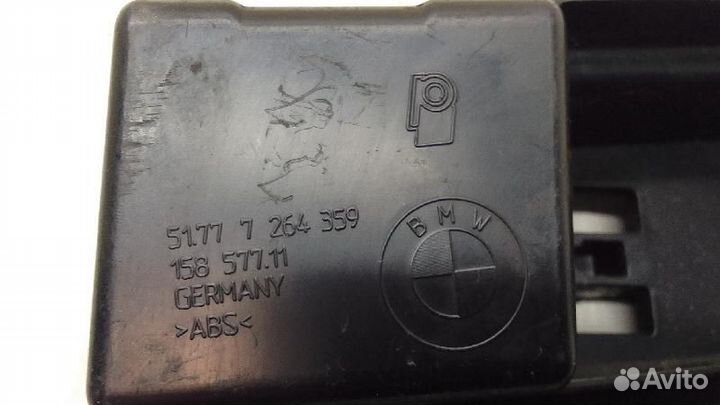 51.77 7 264 359
158 577.11
GERMANY
>ABS<
BMW
Avito